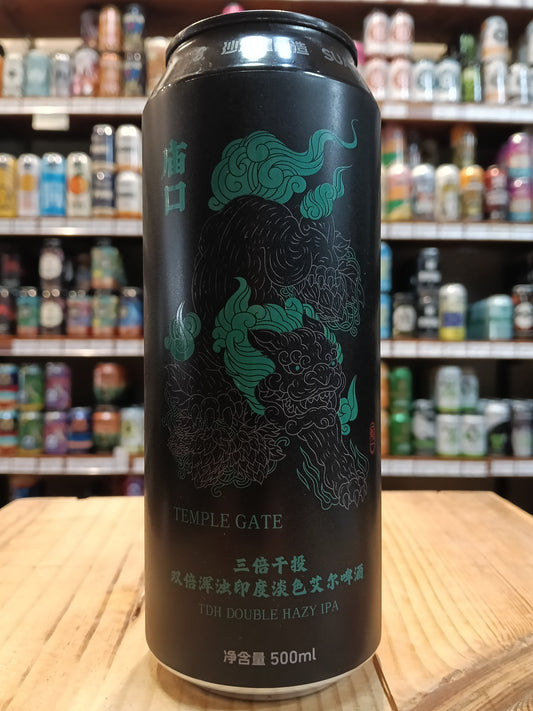 SU
庙口
TEMPLE GATE
三倍干投
双倍浑浊印度淡色艾尔啤酒
TDH DOUBLE HAZY IPA
净含量 500ml